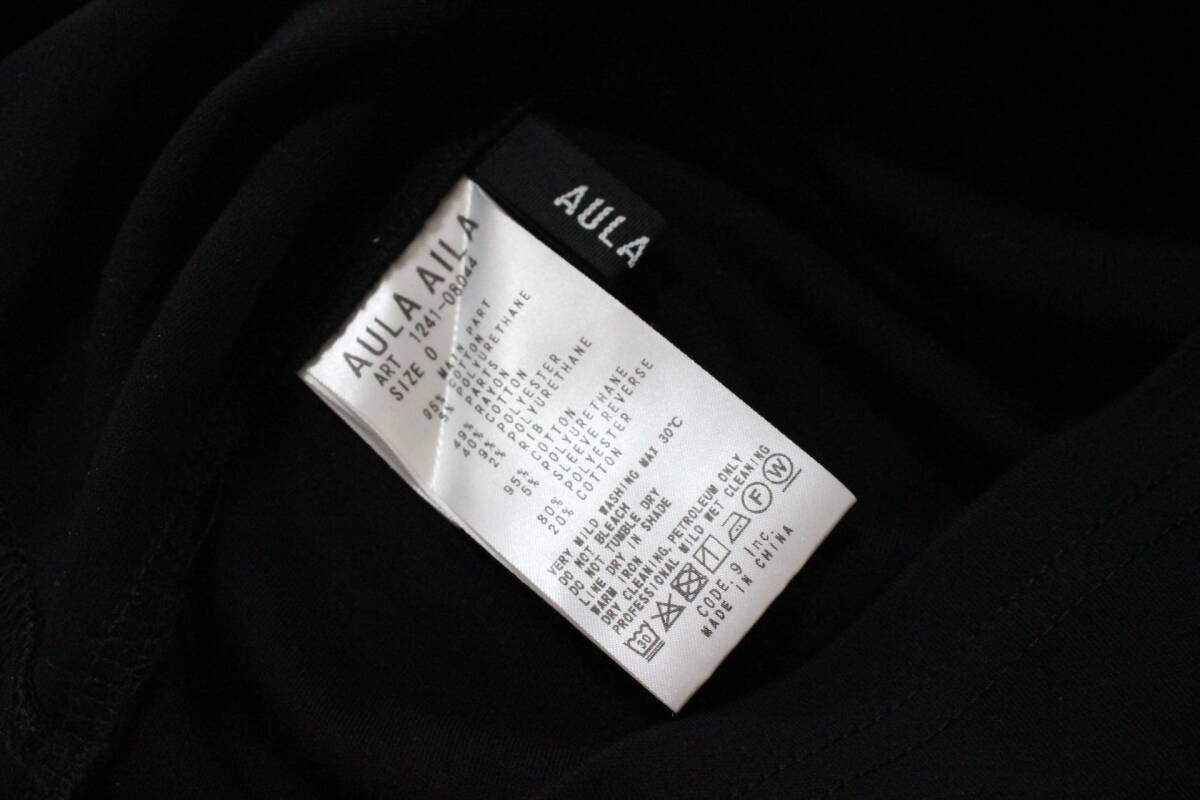 AULA
AULA AILA
ART 1241-08044
SIZE 0
MAIN PART
95% COTTON
5% POLYURETHANE
PARTS
49% RAYON
40% COTTON
9% POLYESTER
2% POLYURETHANE
RIB
95% COTTON
5% POLYURETHANE
SLEEVE REVERSE
80% POLYESTER
20% COTTON
VERY MILD WASHING MAX 30℃
DO NOT BLEACH
DO NOT TUMBLE DRY
LINE DRY IN SHADE
WARM IRON
DRY CLEANING, PETROLEUM ONLY
PROFESSIONAL MILD WET CLEANING
30 F W
CODE.9 Inc.
MADE IN CHINA